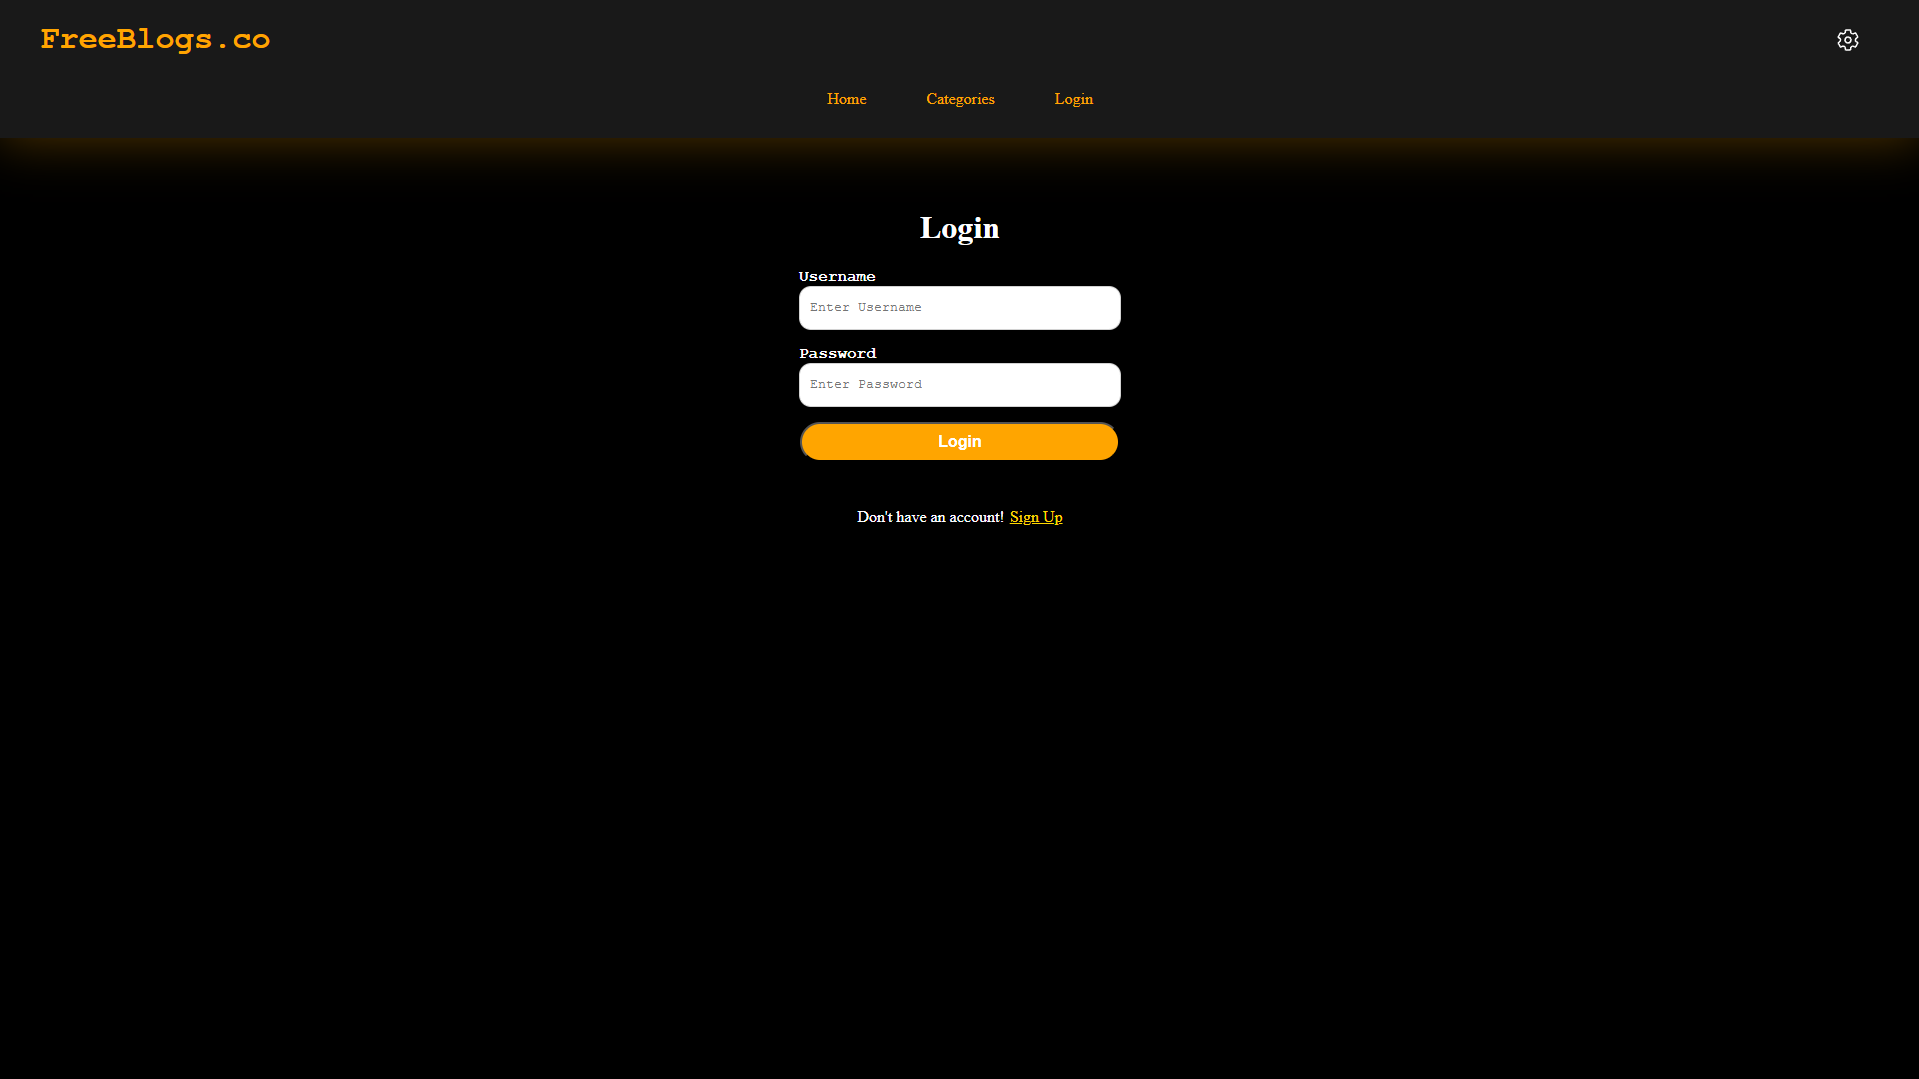 FreeBlogs.co
Home Categories Login
Login
Username
Enter Username
Password
Enter Password
Login
Don't have an account! Sign Up